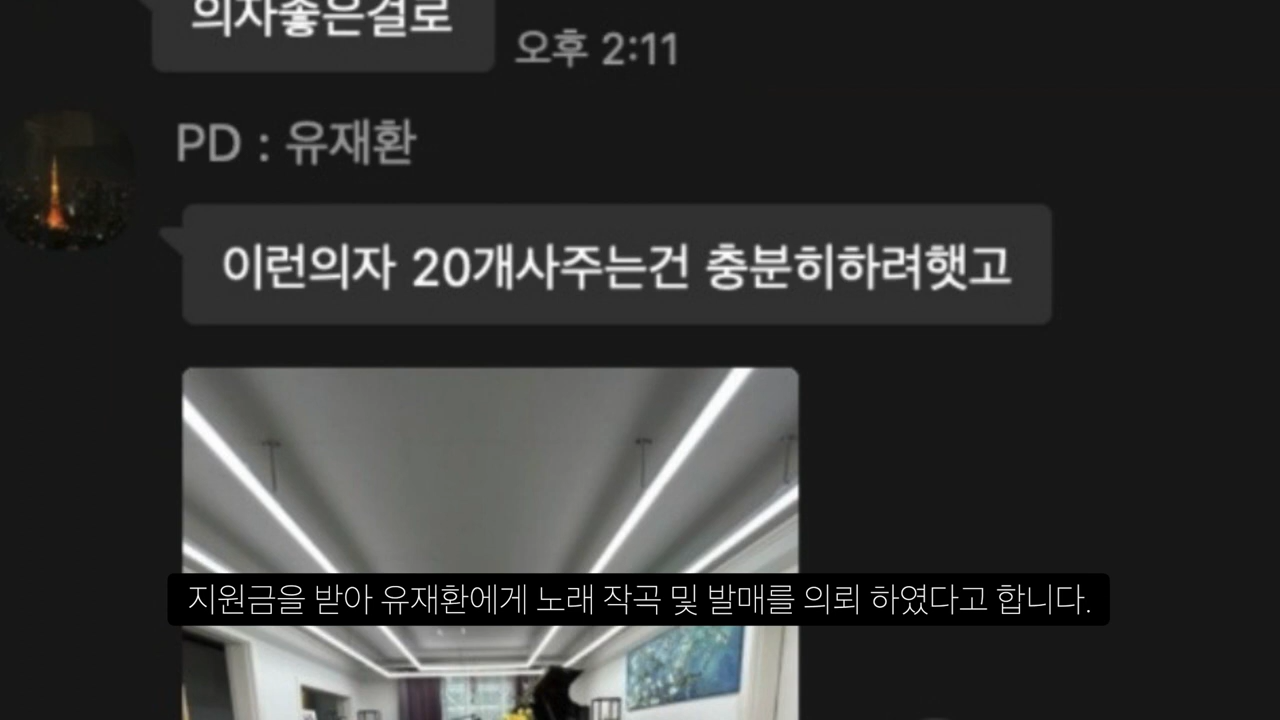 의자좋은결로
오후 2:11
PD : 유재환
이런의자 20개사주는건 충분히하려햇고
지원금을 받아 유재환에게 노래 작곡 및 발매를 의뢰 하였다고 합니다.